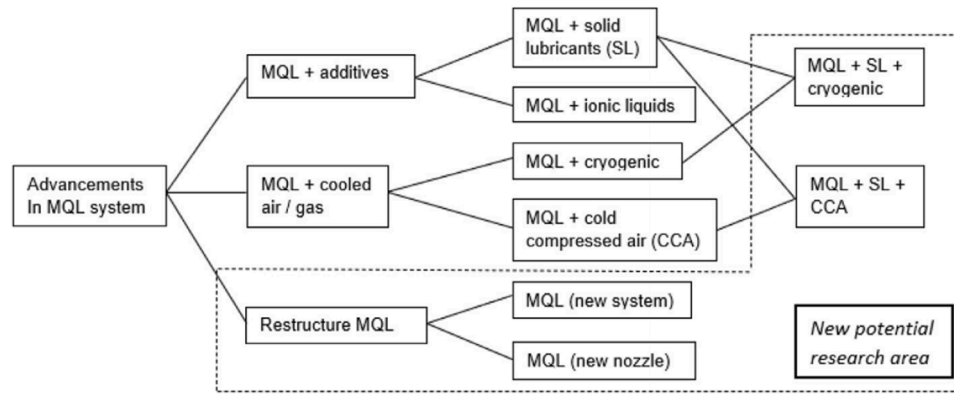 MQL + solid
lubricants (SL)
MQL + additives
MQL + SL +
cryogenic
MQL + ionic liquids
MQL + cryogenic
Advancements
In MQL system
MQL + cooled
air / gas
MQL + SL +
CCA
MQL + cold
compressed air (CCA)
MQL (new system)
Restructure MQL
New potential
research area
MQL (new nozzle)